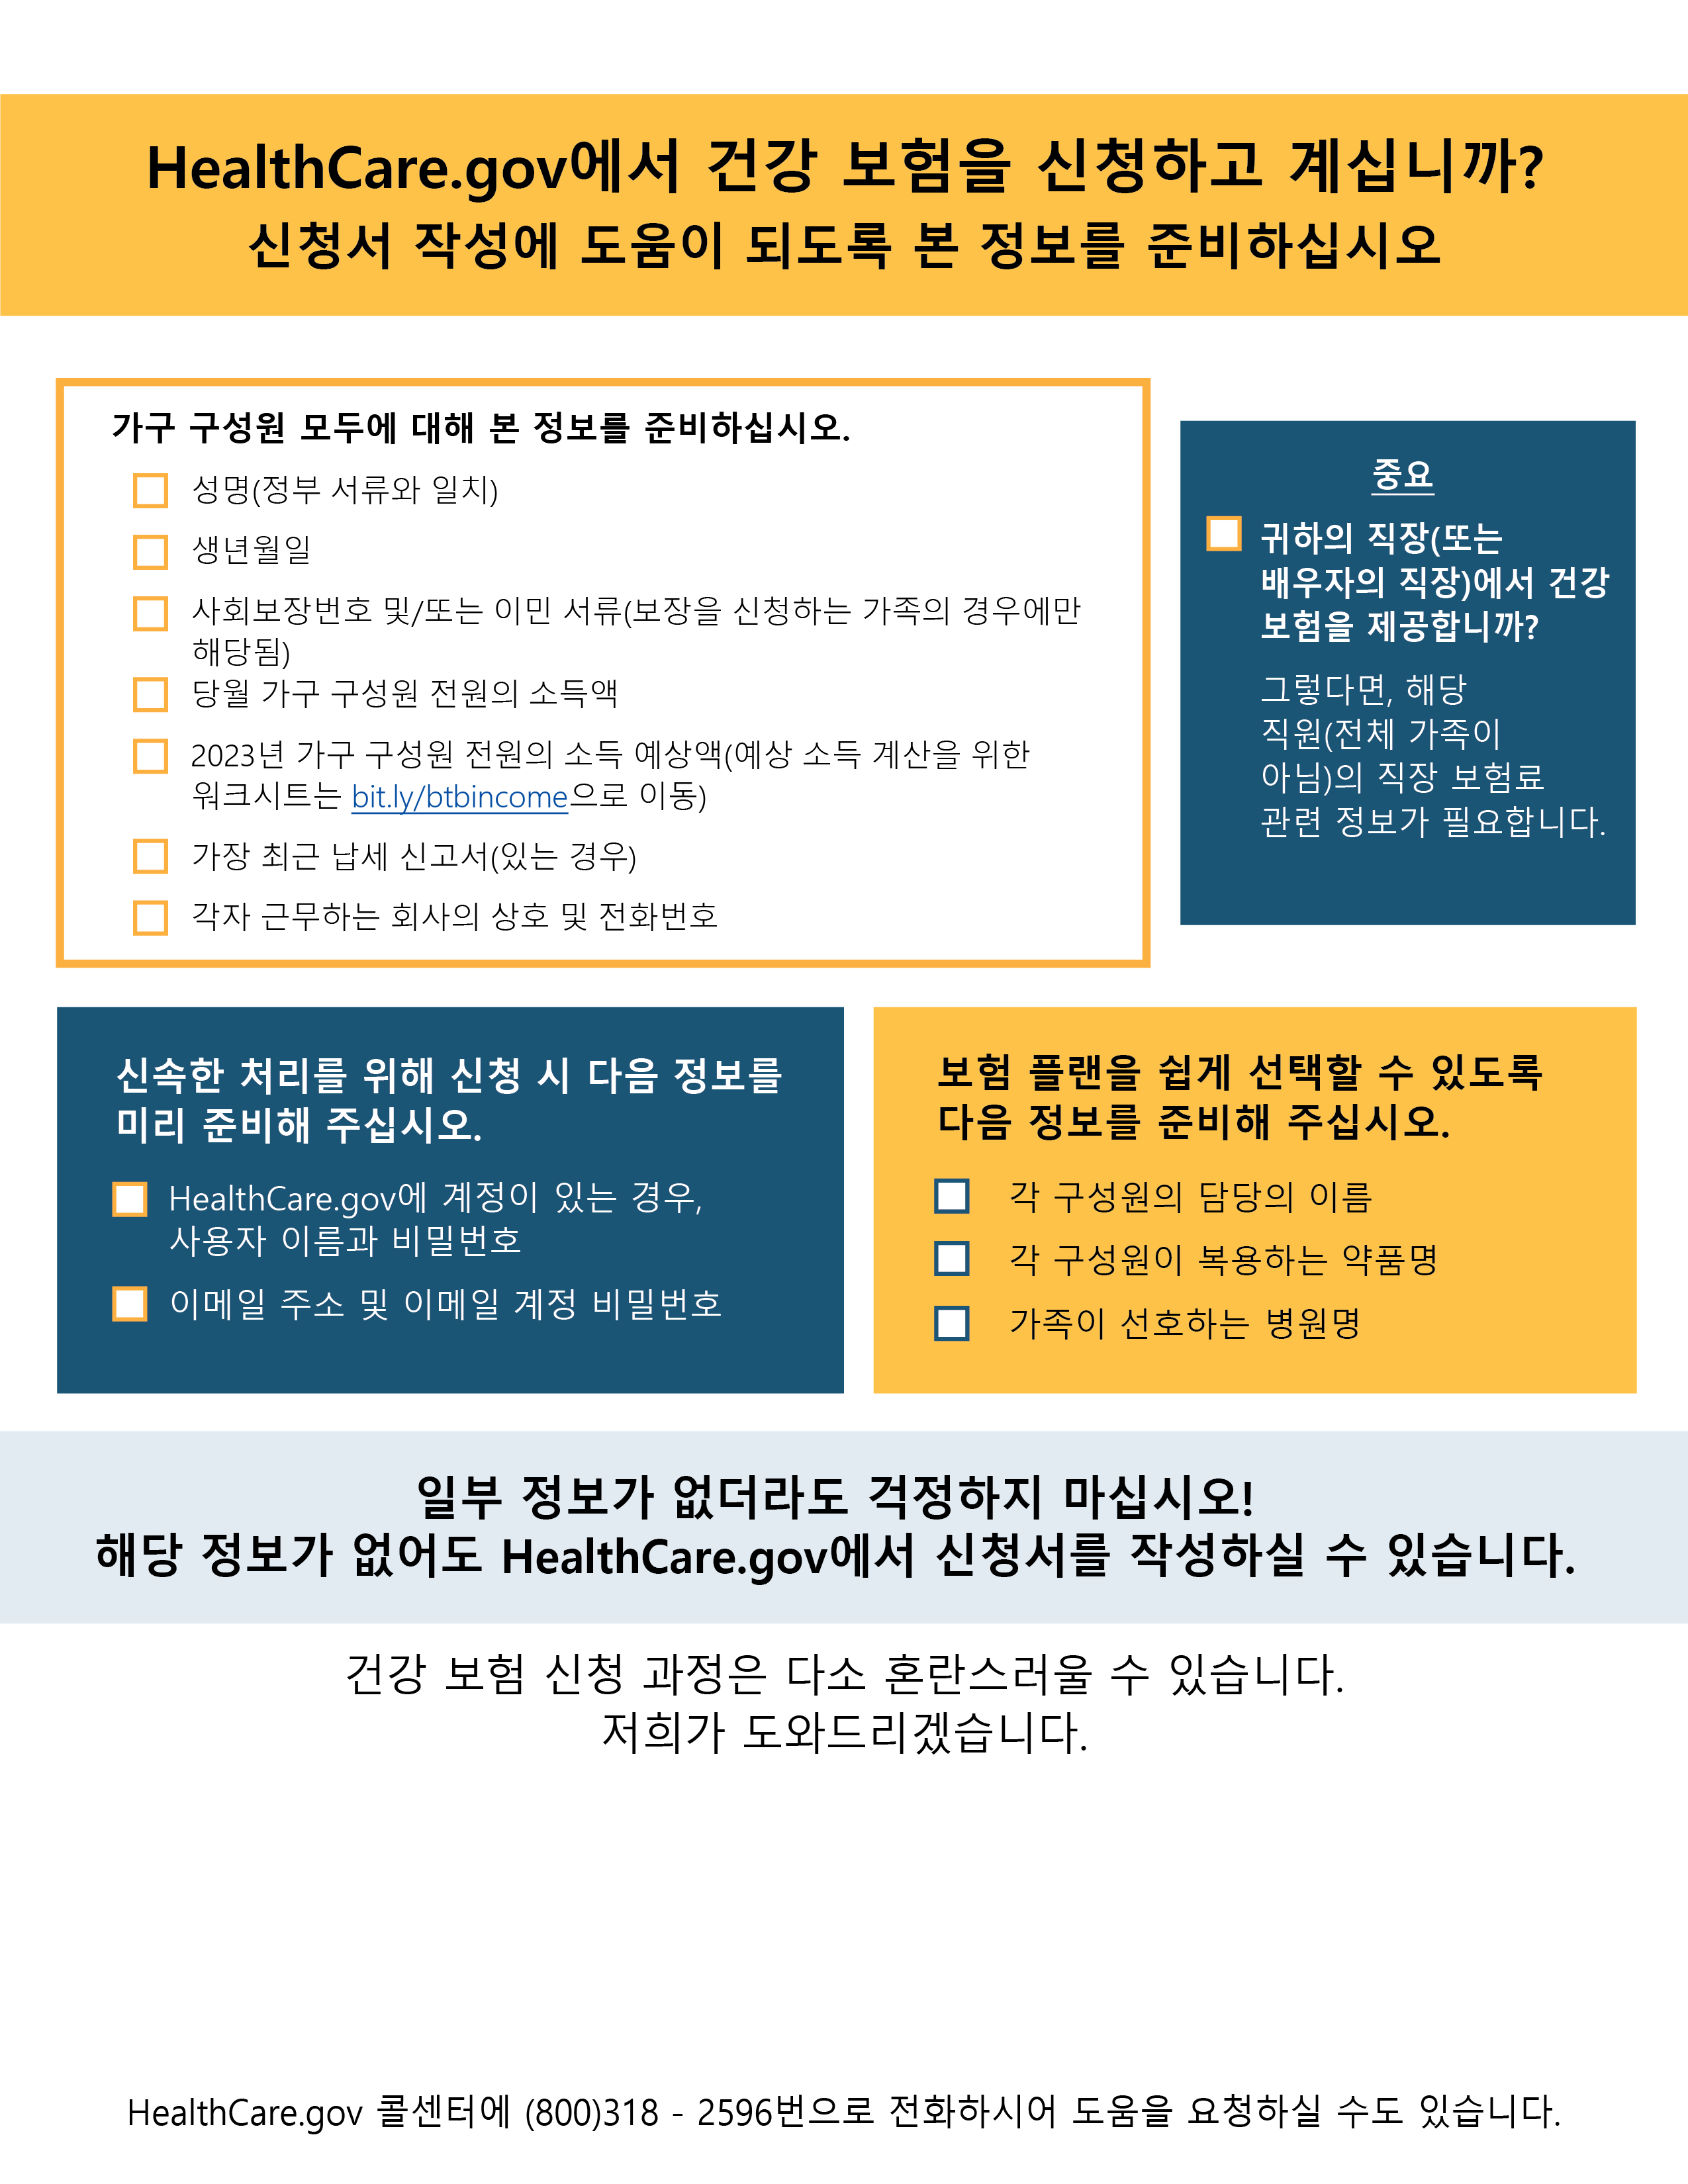 HealthCare.gov에서 건강 보험을 신청하고 계십니까?
신청서 작성에 도움이 되도록 본 정보를 준비하십시오
가구 구성원 모두에 대해 본 정보를 준비하십시오.
성명(정부 서류와 일치)
생년월일
사회보장번호 및/또는 이민 서류(보장을 신청하는 가족의 경우에만
해당됨)
당월 가구 구성원 전원의 소득액
2023년 가구 구성원 전원의 소득 예상액(예상 소득 계산을 위한
워크시트는 bit.ly/btbincome으로 이동)
가장 최근 납세 신고서(있는 경우)
각자 근무하는 회사의 상호 및 전화번호
중요
귀하의 직장(또는
배우자의 직장)에서 건강
보험을 제공합니까?
그렇다면, 해당
직원(전체 가족이
아님)의 직장 보험료
관련 정보가 필요합니다.
신속한 처리를 위해 신청 시 다음 정보를
미리 준비해 주십시오.
HealthCare.gov에 계정이 있는 경우,
사용자 이름과 비밀번호
이메일 주소 및 이메일 계정 비밀번호
보험 플랜을 쉽게 선택할 수 있도록
다음 정보를 준비해 주십시오.
각 구성원의 담당의 이름
각 구성원이 복용하는 약품명
가족이 선호하는 병원명
일부 정보가 없더라도 걱정하지 마십시오!
해당 정보가 없어도 HealthCare.gov에서 신청서를 작성하실 수 있습니다.
건강 보험 신청 과정은 다소 혼란스러울 수 있습니다.
저희가 도와드리겠습니다.
HealthCare.gov 콜센터에 (800)318 - 2596번으로 전화하시어 도움을 요청하실 수도 있습니다.